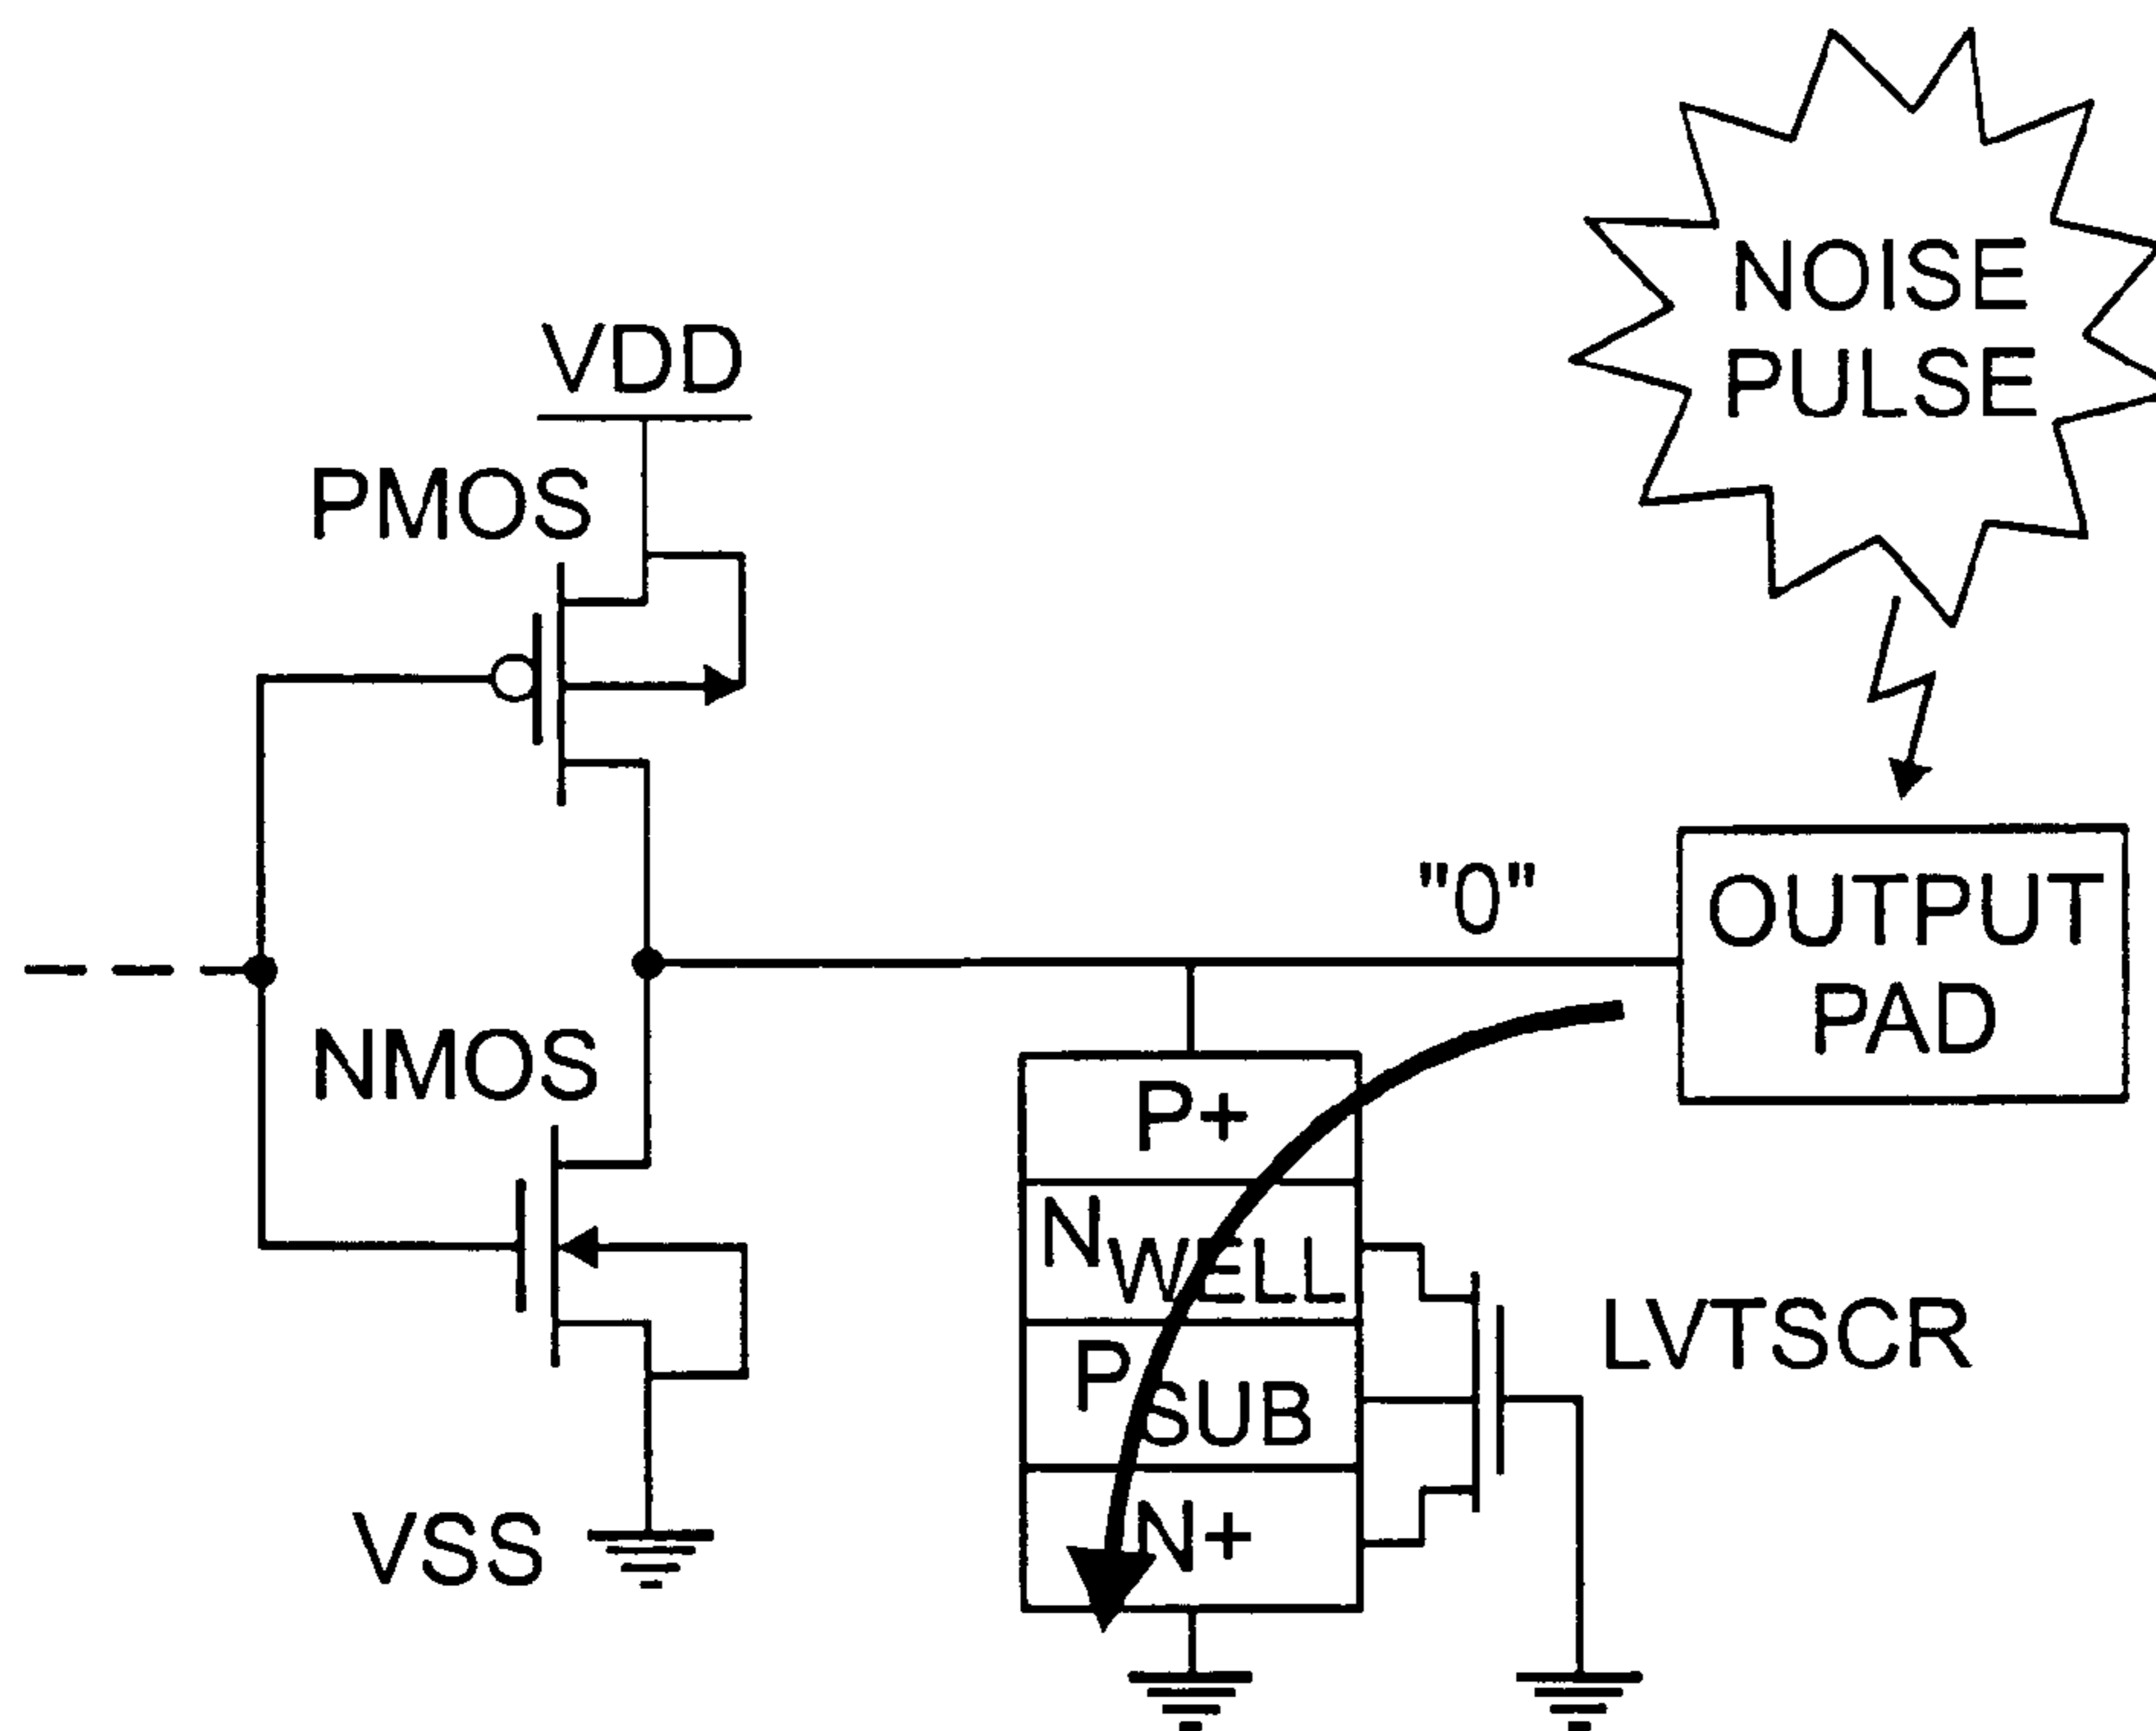 NOISE
PULSE
VDD
PMOS
"0"
OUTPUT
PAD
NMOS
P+
NWELL
LVTSCR
PSUB
N+
VSS